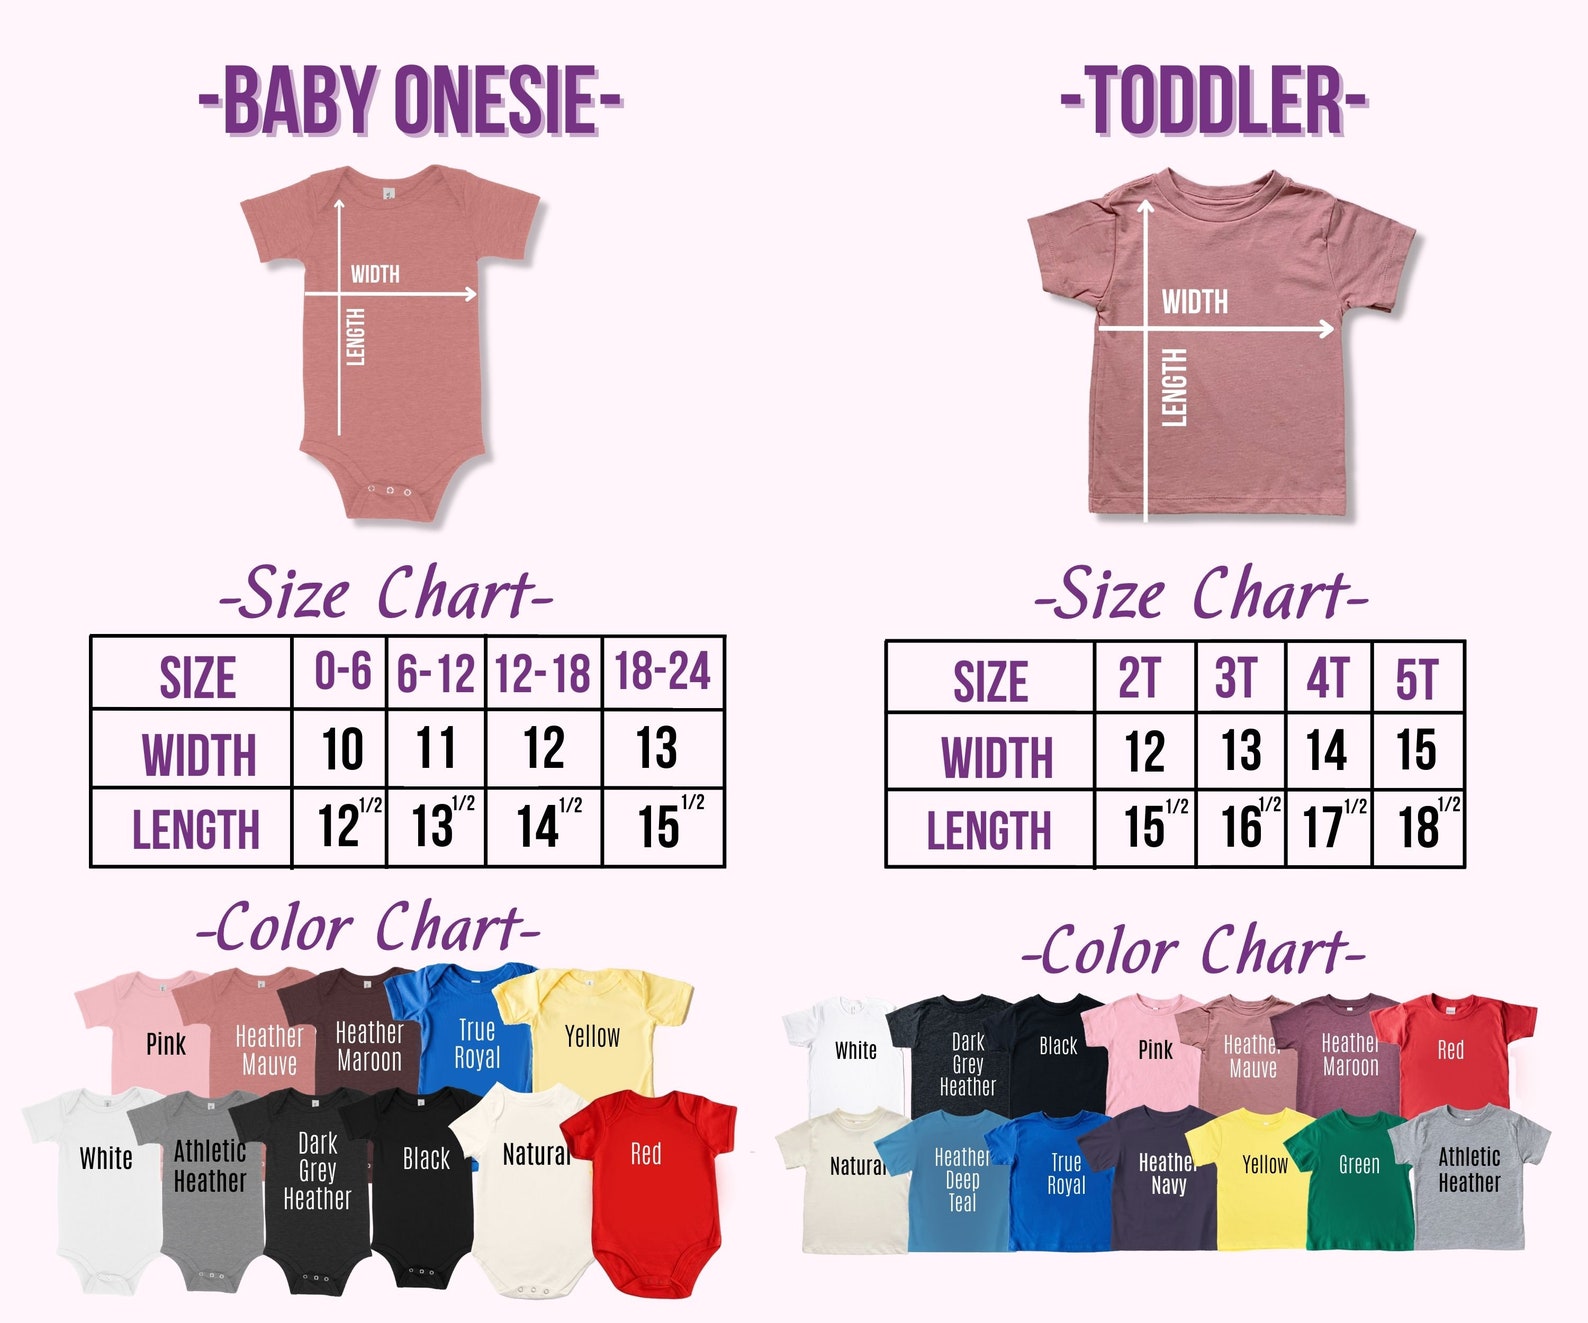 -BABY ONESIE-
WIDTH
LENGTH
-Size Chart-
SIZE 0-6 6-12 12-18 18-24
WIDTH 10 11 12 13
LENGTH 12 1/2 13 1/2 14 1/2 15 1/2
-Color Chart-
Pink
Heather
Mauve
Heather
Maroon
True
Royal
Yellow
White
Athletic
Heather
Dark
Grey
Heather
Black
Natural
Red
-TODDLER-
WIDTH
LENGTH
-Size Chart-
SIZE 2T 3T 4T 5T
WIDTH 12 13 14 15
LENGTH 15 1/2 16 1/2 17 1/2 18 1/2
-Color Chart-
White
Dark
Grey
Heather
Black
Pink
Heather
Mauve
Heather
Maroon
Red
Natural
Heather
Deep
Teal
True
Royal
Heather
Navy
Yellow
Green
Athletic
Heather